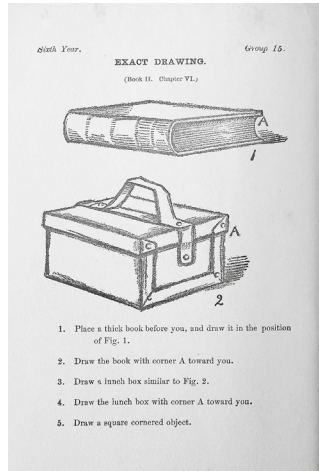 Sixth Year.
Group 15.
EXACT DRAWING.
(Book II. Chapter VI.)
A
1
A
2
1. Place a thick book before you, and draw it in the position
of Fig. 1.
2. Draw the book with corner A toward you.
3. Draw a lunch box similar to Fig. 2.
4. Draw the lunch box with corner A toward you.
5. Draw a square cornered object.